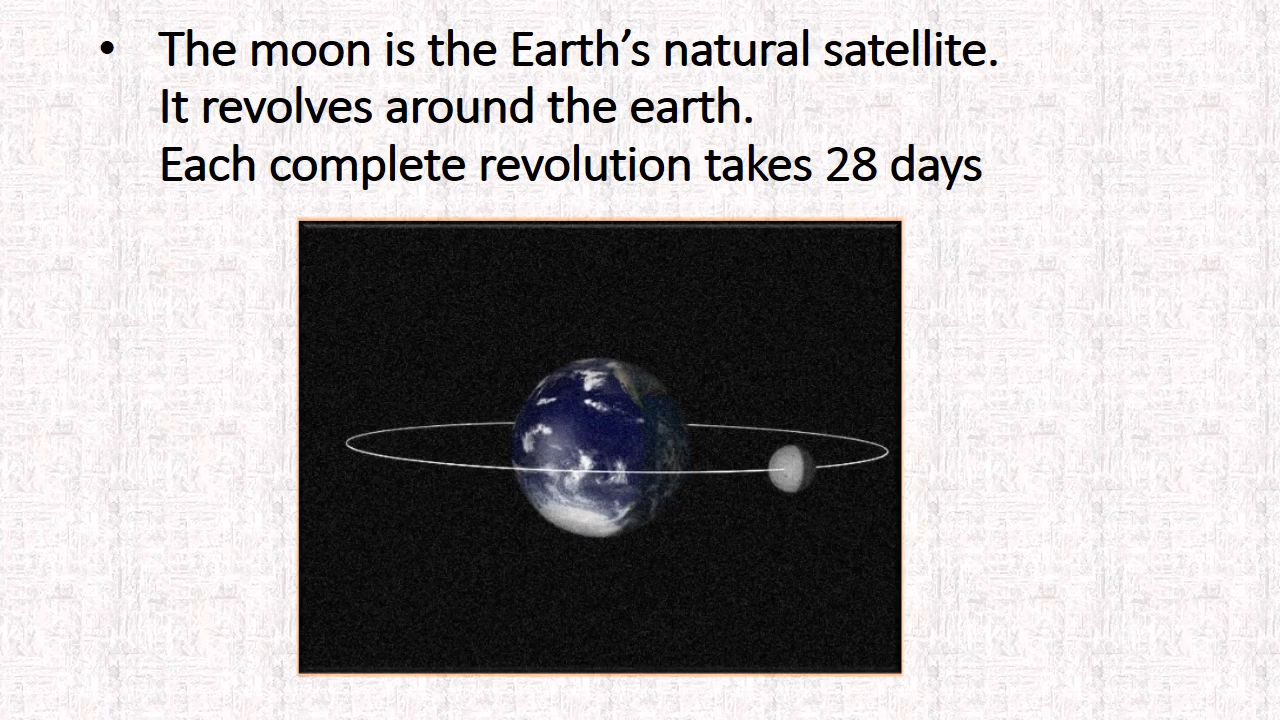 • The moon is the Earth’s natural satellite.
It revolves around the earth.
Each complete revolution takes 28 days